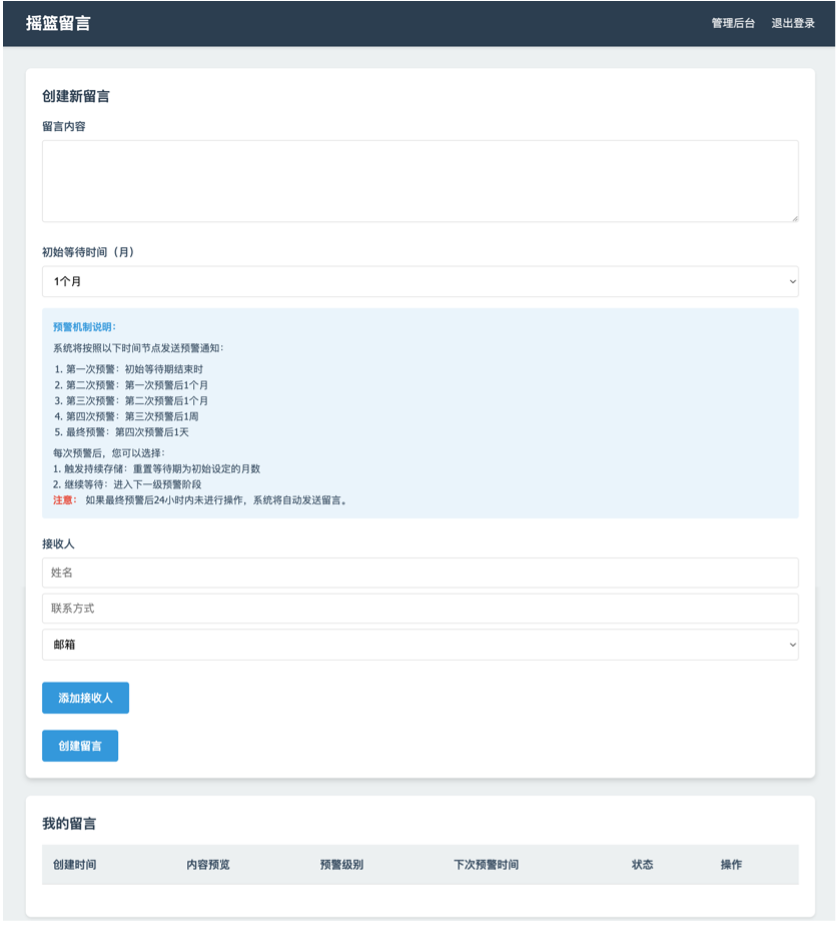 摇篮留言
管理后台 退出登录
创建新留言
留言内容
初始等待时间（月）
1个月
预警机制说明：
系统将按照以下时间节点发送预警通知：
1. 第一次预警：初始等待期结束时
2. 第二次预警：第一次预警后1个月
3. 第三次预警：第二次预警后1个月
4. 第四次预警：第三次预警后1周
5. 最终预警：第四次预警后1天
每次预警后，您可以选择：
1. 触发持续存储：重置等待期为初始设定的月数
2. 继续等待：进入下一级预警阶段
注意： 如果最终预警后24小时内未进行操作，系统将自动发送留言。
接收人
姓名
联系方式
邮箱
添加接收人
创建留言
我的留言
创建时间 内容预览 预警级别 下次预警时间 状态 操作